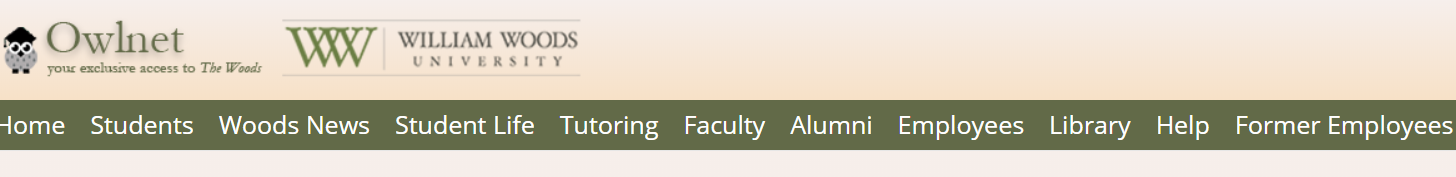 Owlnet
your exclusive access to The Woods
WW
WILLIAM WOODS
UNIVERSITY
Home Students Woods News Student Life Tutoring Faculty Alumni Employees Library Help Former Employees